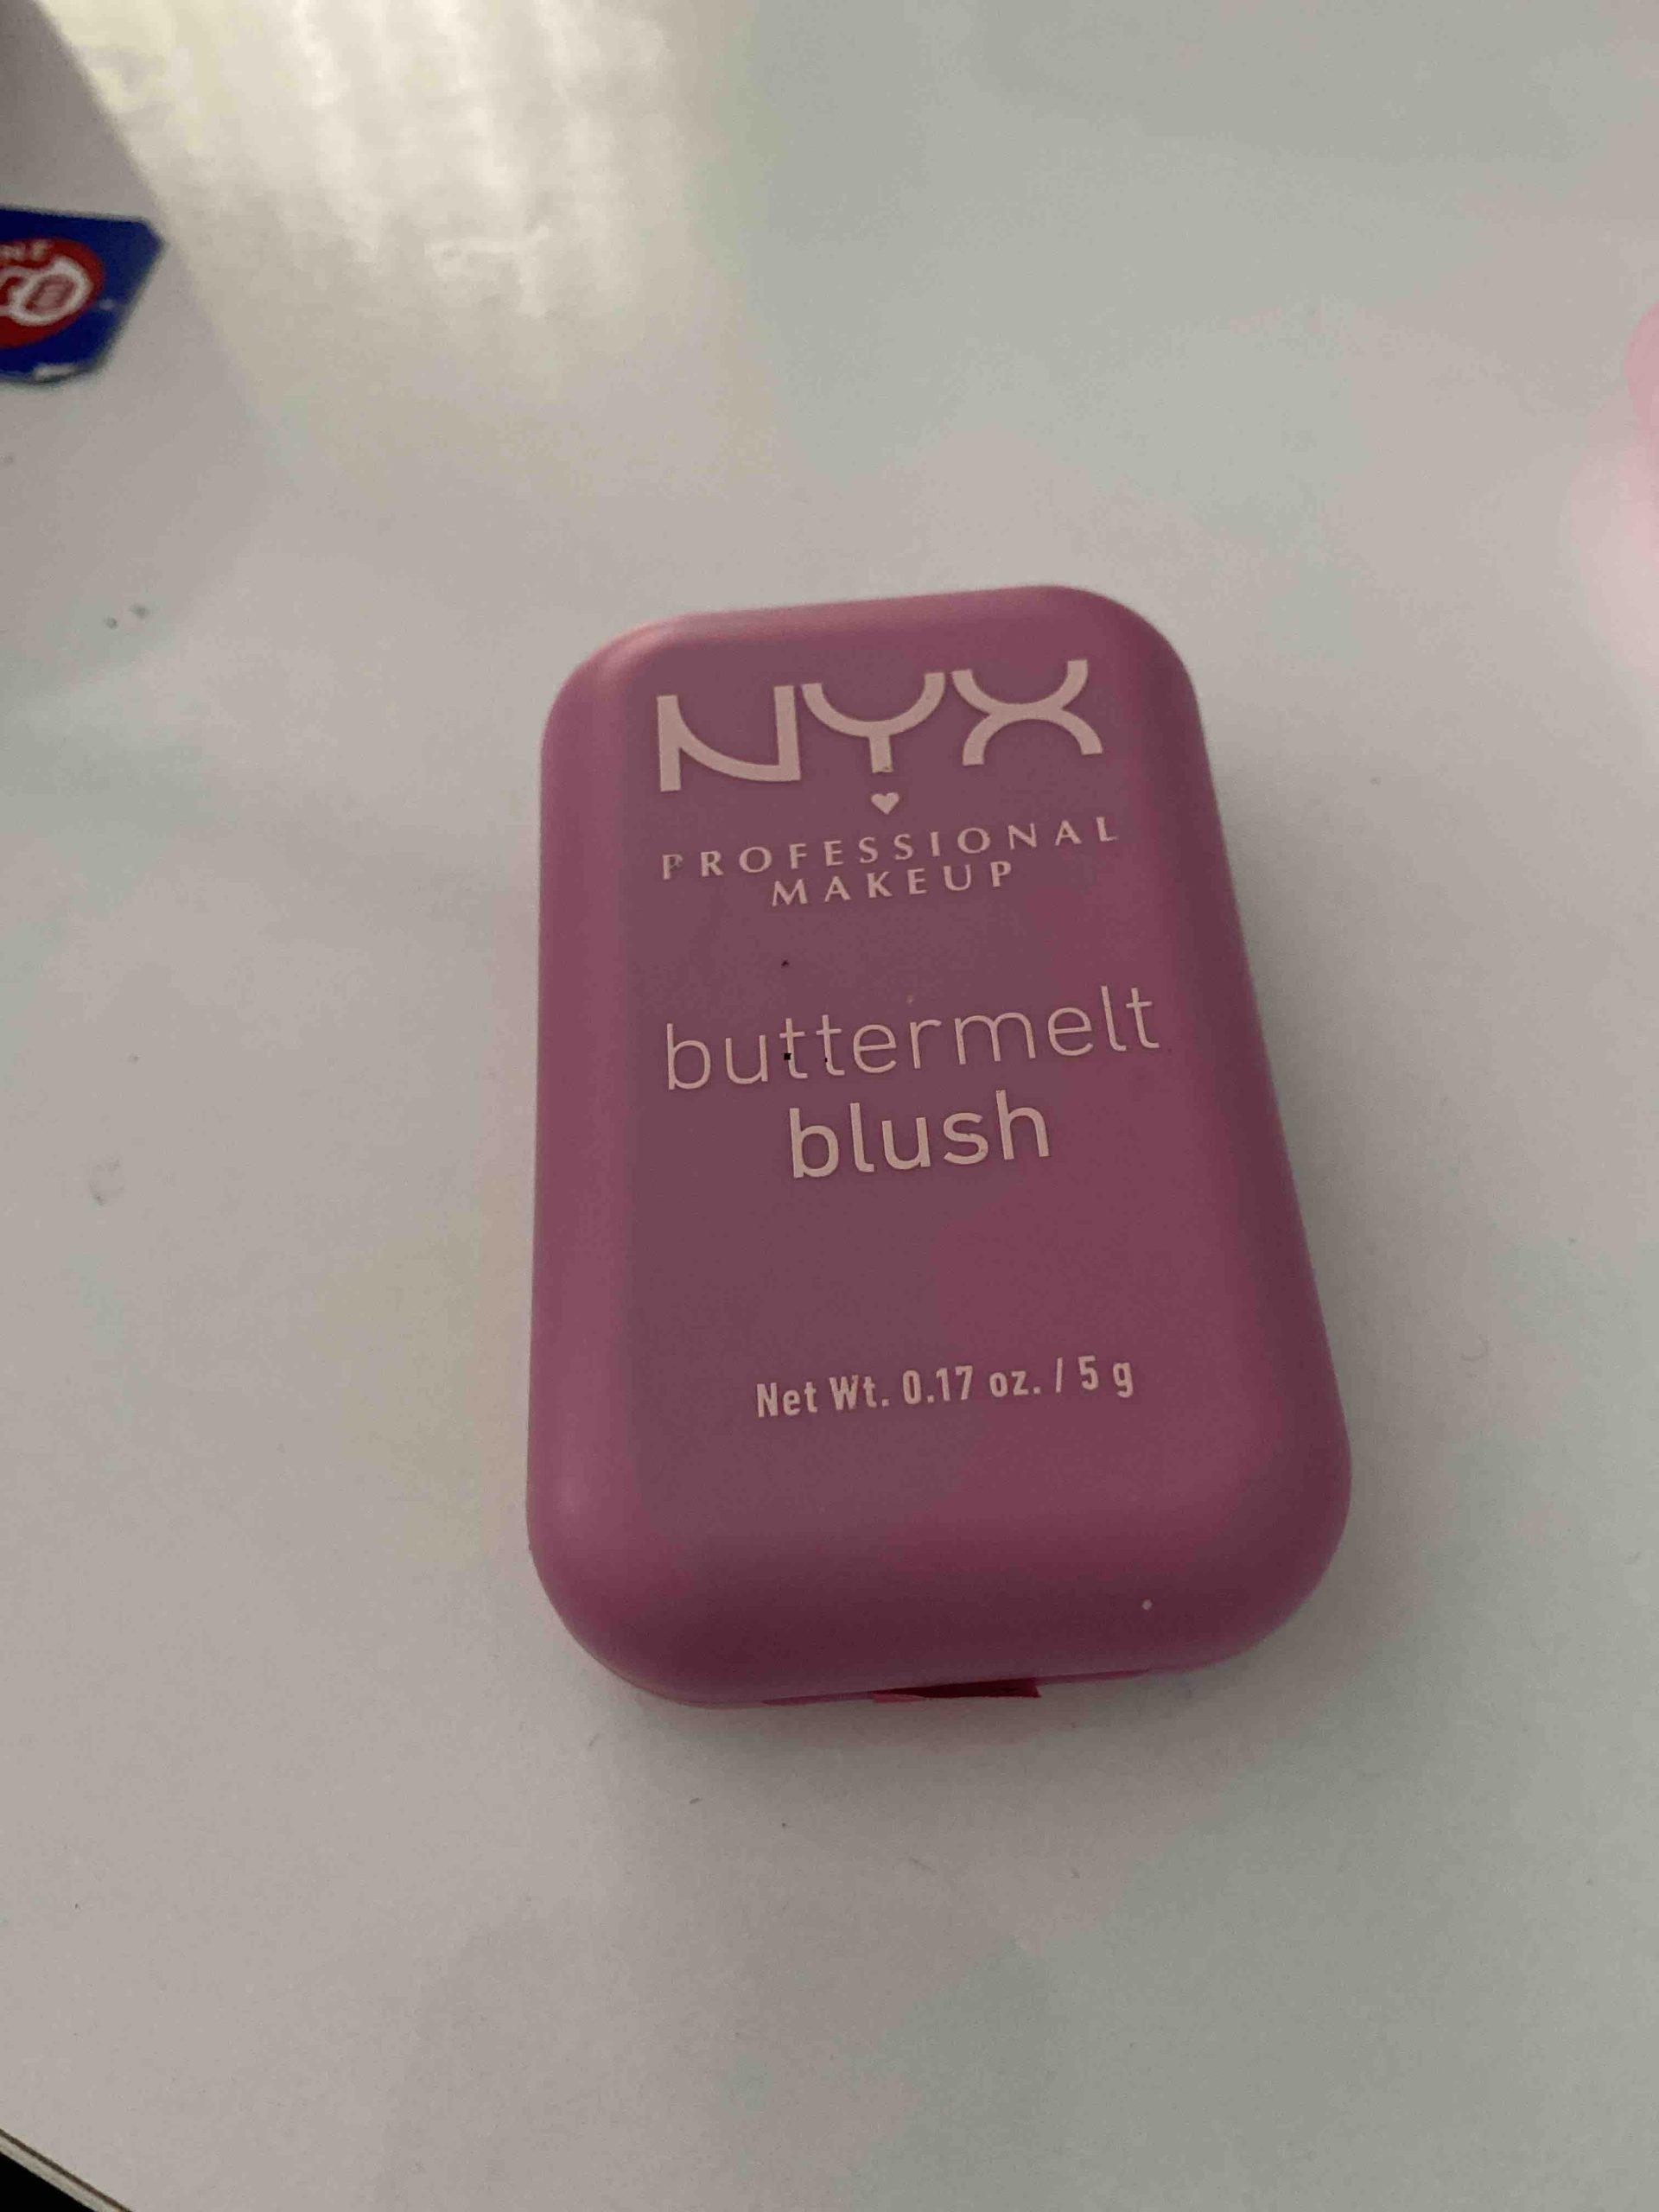 NYX
PROFESSIONAL
MAKEUP
buttermelt
blush
Net Wt. 0.17 oz. / 5 g